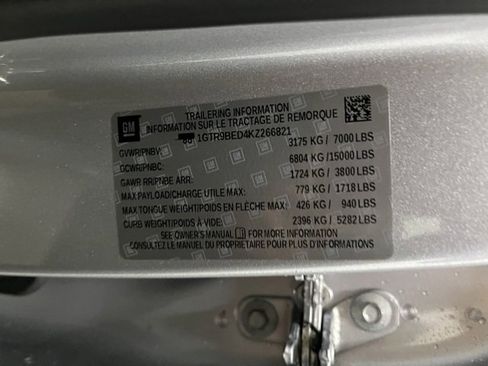 GM
TRAILERING INFORMATION
INFORMATION SUR LE TRACTAGE DE REMORQUE
1GTR9BED4KZ266821
GVWR/PNBV: 3175 KG / 7000 LBS
GCWR/PNBC: 6804 KG /15000 LBS
GAWR RR/PNBE ARR: 1724 KG / 3800 LBS
MAX PAYLOAD/CHARGE UTILE MAX: 779 KG / 1718 LBS
MAX TONGUE WEIGHT/POIDS EN FLÈCHE MAX: 426 KG / 940 LBS
CURB WEIGHT/POIDS À VIDE: 2396 KG / 5282 LBS
SEE OWNER'S MANUAL FOR MORE INFORMATION
CONSULTEZ LE MANUEL DU PROPRIETAIRE POUR PLUS D'INFORMATIONS